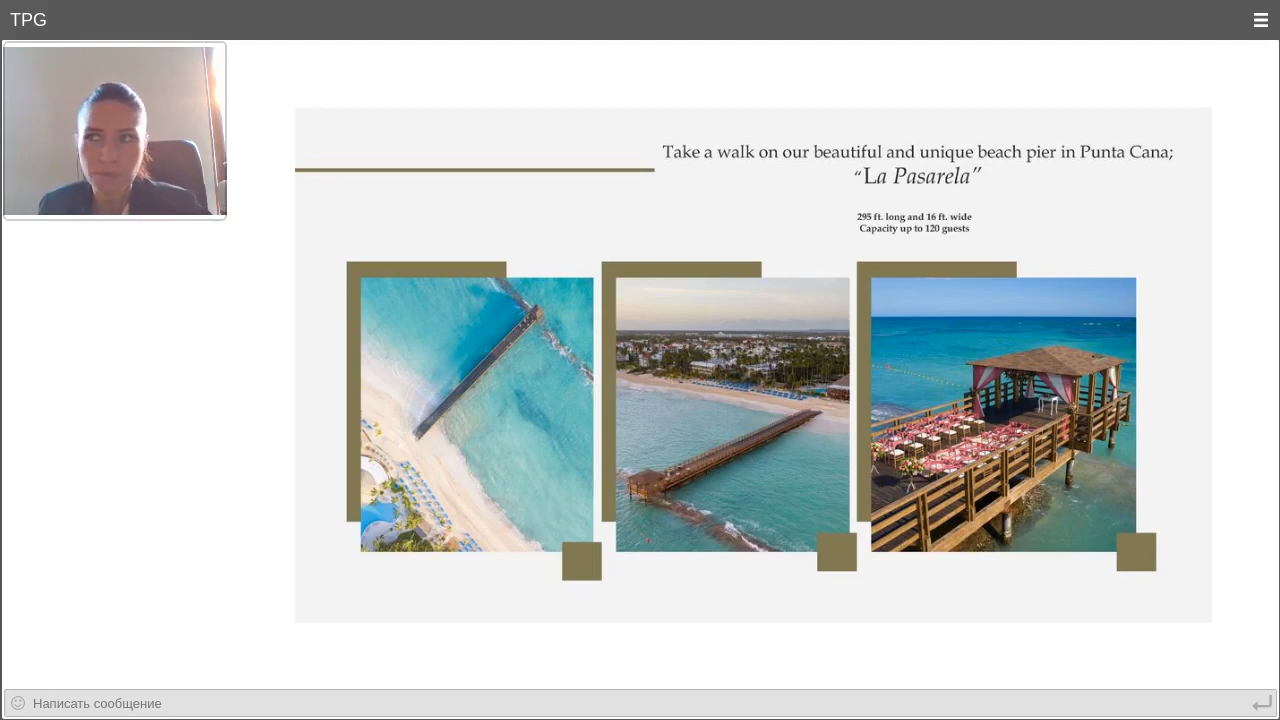 TPG
Take a walk on our beautiful and unique beach pier in Punta Cana;
“La Pasarela”
295 ft. long and 16 ft. wide
Capacity up to 120 guests
Написать сообщение